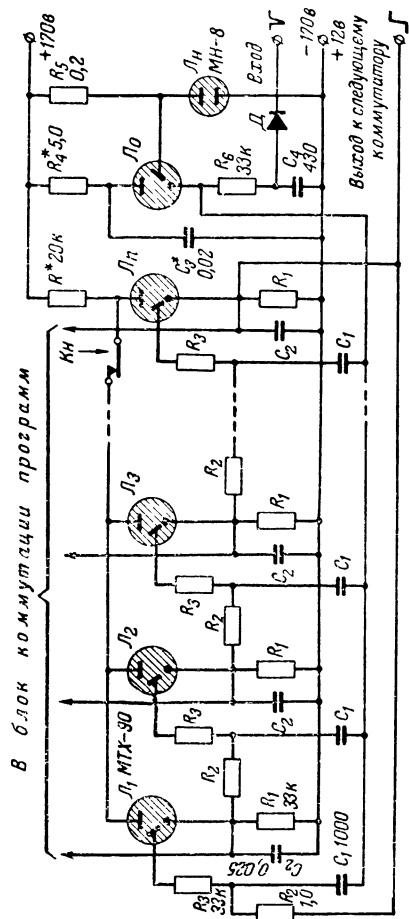 В блок коммутации программ
+170в
R5
0,2
R4* 5,0
R* 20к
Кн
Л0
Лн
МН-8
Вход
Д
R6
33к
C4
430
C3*
0,02
-170в
+12в
Выход к следующему
коммутатору
Лп
R3
R1
C2
C1
R2
Л3
R3
R1
C2
C1
R2
Л2
R3
R1
C2
C1
R2
Л1 МТХ-90
R1
33к
C2
0,025
R3
33к
C1 1000
R2
1,0